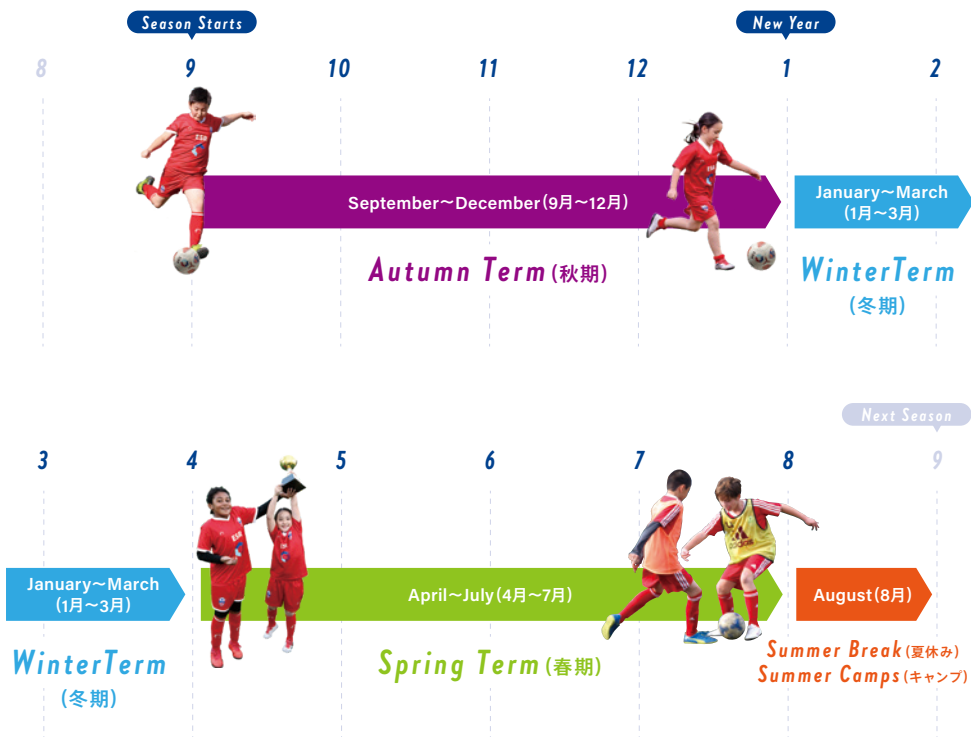 Season Starts
New Year
8 9 10 11 12 1 2
September~December(9月~12月)
January~March
(1月~3月)
Autumn Term(秋期)
WinterTerm
(冬期)
Next Season
3 4 5 6 7 8 9
January~March
(1月~3月)
April~July(4月~7月)
August(8月)
WinterTerm
(冬期)
Spring Term(春期)
Summer Break(夏休み)
Summer Camps(キャンプ)